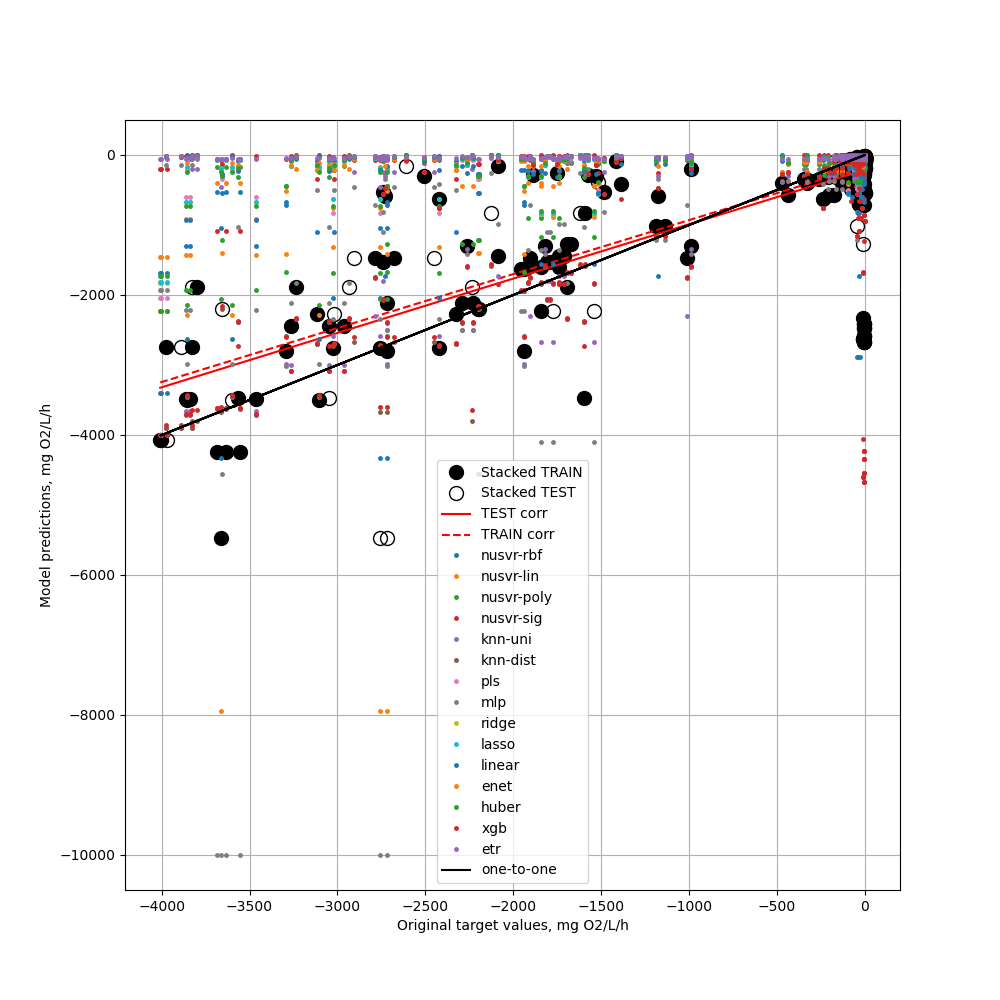 0
−2000
−4000
−6000
−8000
−10000
Model predictions, mg O2/L/h
Stacked TRAIN
Stacked TEST
TEST corr
TRAIN corr
nusvr-rbf
nusvr-lin
nusvr-poly
nusvr-sig
knn-uni
knn-dist
pls
mlp
ridge
lasso
linear
enet
huber
xgb
etr
one-to-one
−4000 −3500 −3000 −2500 −2000 −1500 −1000 −500 0
Original target values, mg O2/L/h